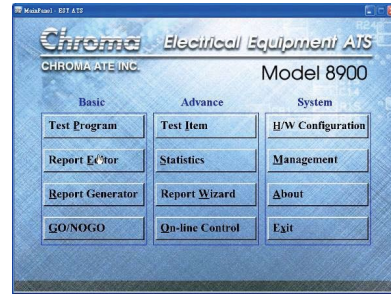 MainPanel - EST ATS
Chroma Electrical Equipment ATS
CHROMA ATE INC.
Model 8900
Basic Advance System
Test Program Test Item H/W Configuration
Report Editor Statistics Management
Report Generator Report Wizard About
GO/NOGO On-line Control Exit